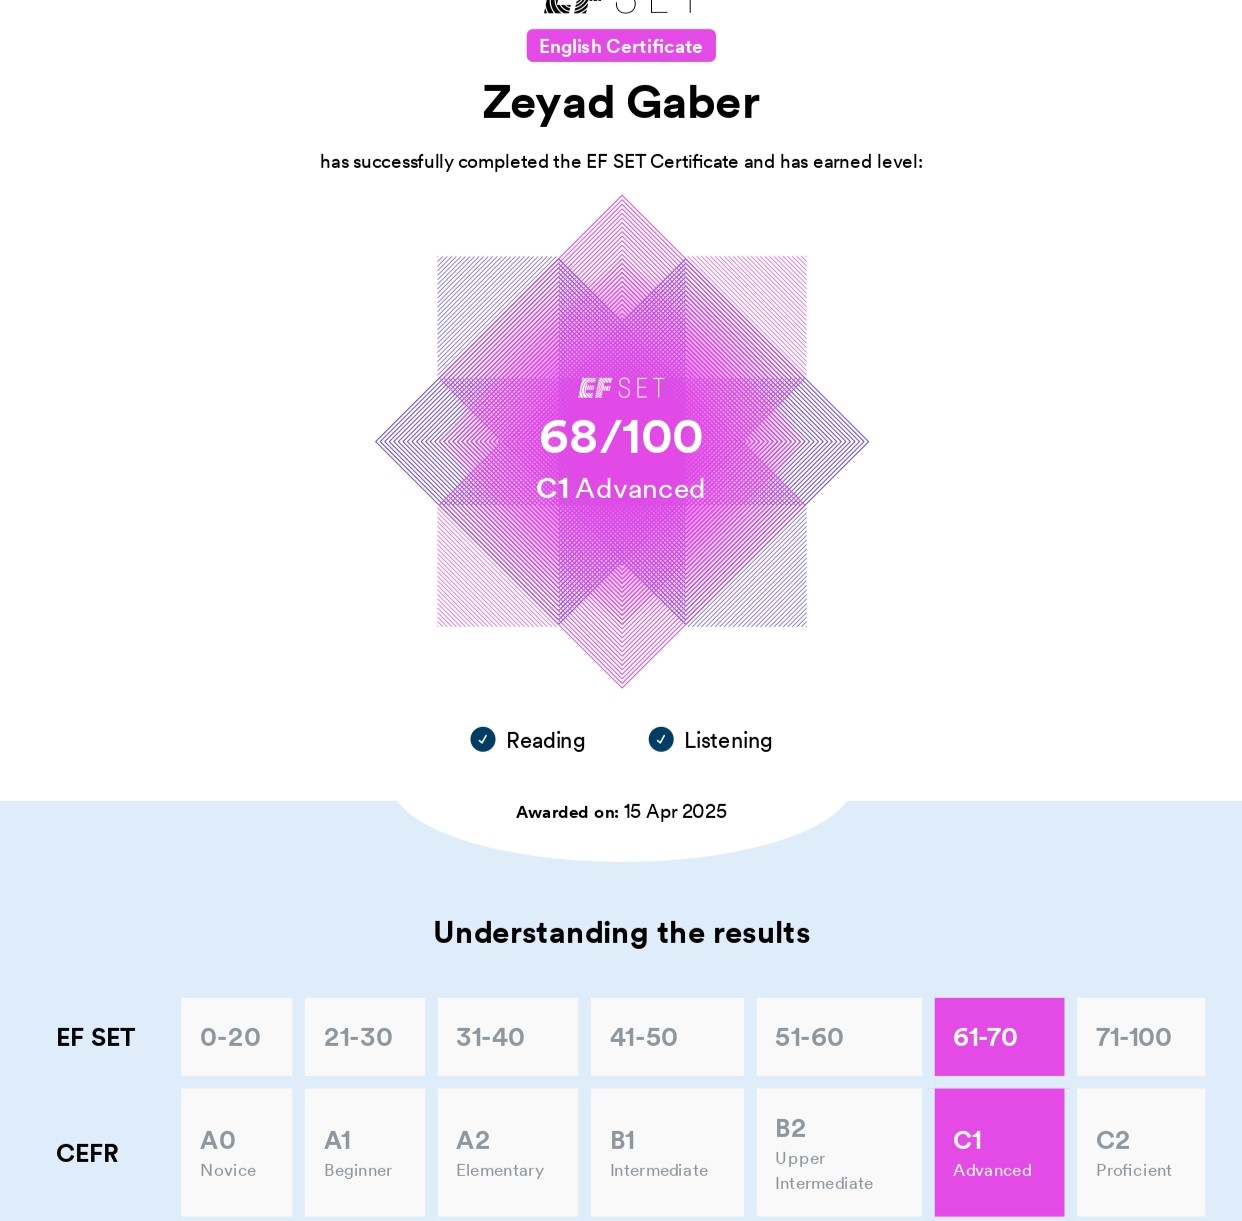 EF SET
English Certificate
Zeyad Gaber
has successfully completed the EF SET Certificate and has earned level:
EF SET
68/100
C1 Advanced
Reading Listening
Awarded on: 15 Apr 2025
Understanding the results
EF SET 0-20 21-30 31-40 41-50 51-60 61-70 71-100
CEFR A0 A1 A2 B1 B2 C1 C2
Novice Beginner Elementary Intermediate Upper Intermediate Advanced Proficient